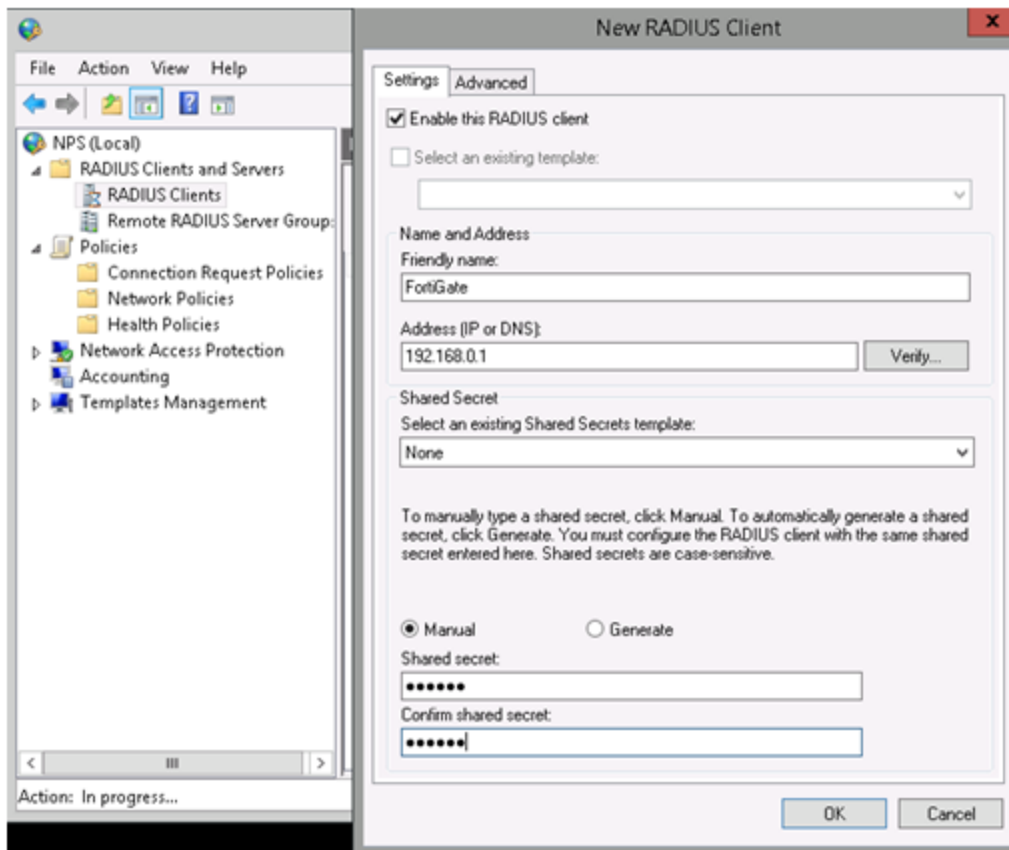 New RADIUS Client
File Action View Help
NPS (Local)
RADIUS Clients and Servers
RADIUS Clients
Remote RADIUS Server Group:
Policies
Connection Request Policies
Network Policies
Health Policies
Network Access Protection
Accounting
Templates Management
Action: In progress...
Settings Advanced
Enable this RADIUS client
Select an existing template:
Name and Address
Friendly name:
FortiGate
Address (IP or DNS):
192.168.0.1
Verify...
Shared Secret
Select an existing Shared Secrets template:
None
To manually type a shared secret, click Manual. To automatically generate a shared
secret, click Generate. You must configure the RADIUS client with the same shared
secret entered here. Shared secrets are case-sensitive.
Manual Generate
Shared secret:
••••••
Confirm shared secret:
••••••
OK Cancel